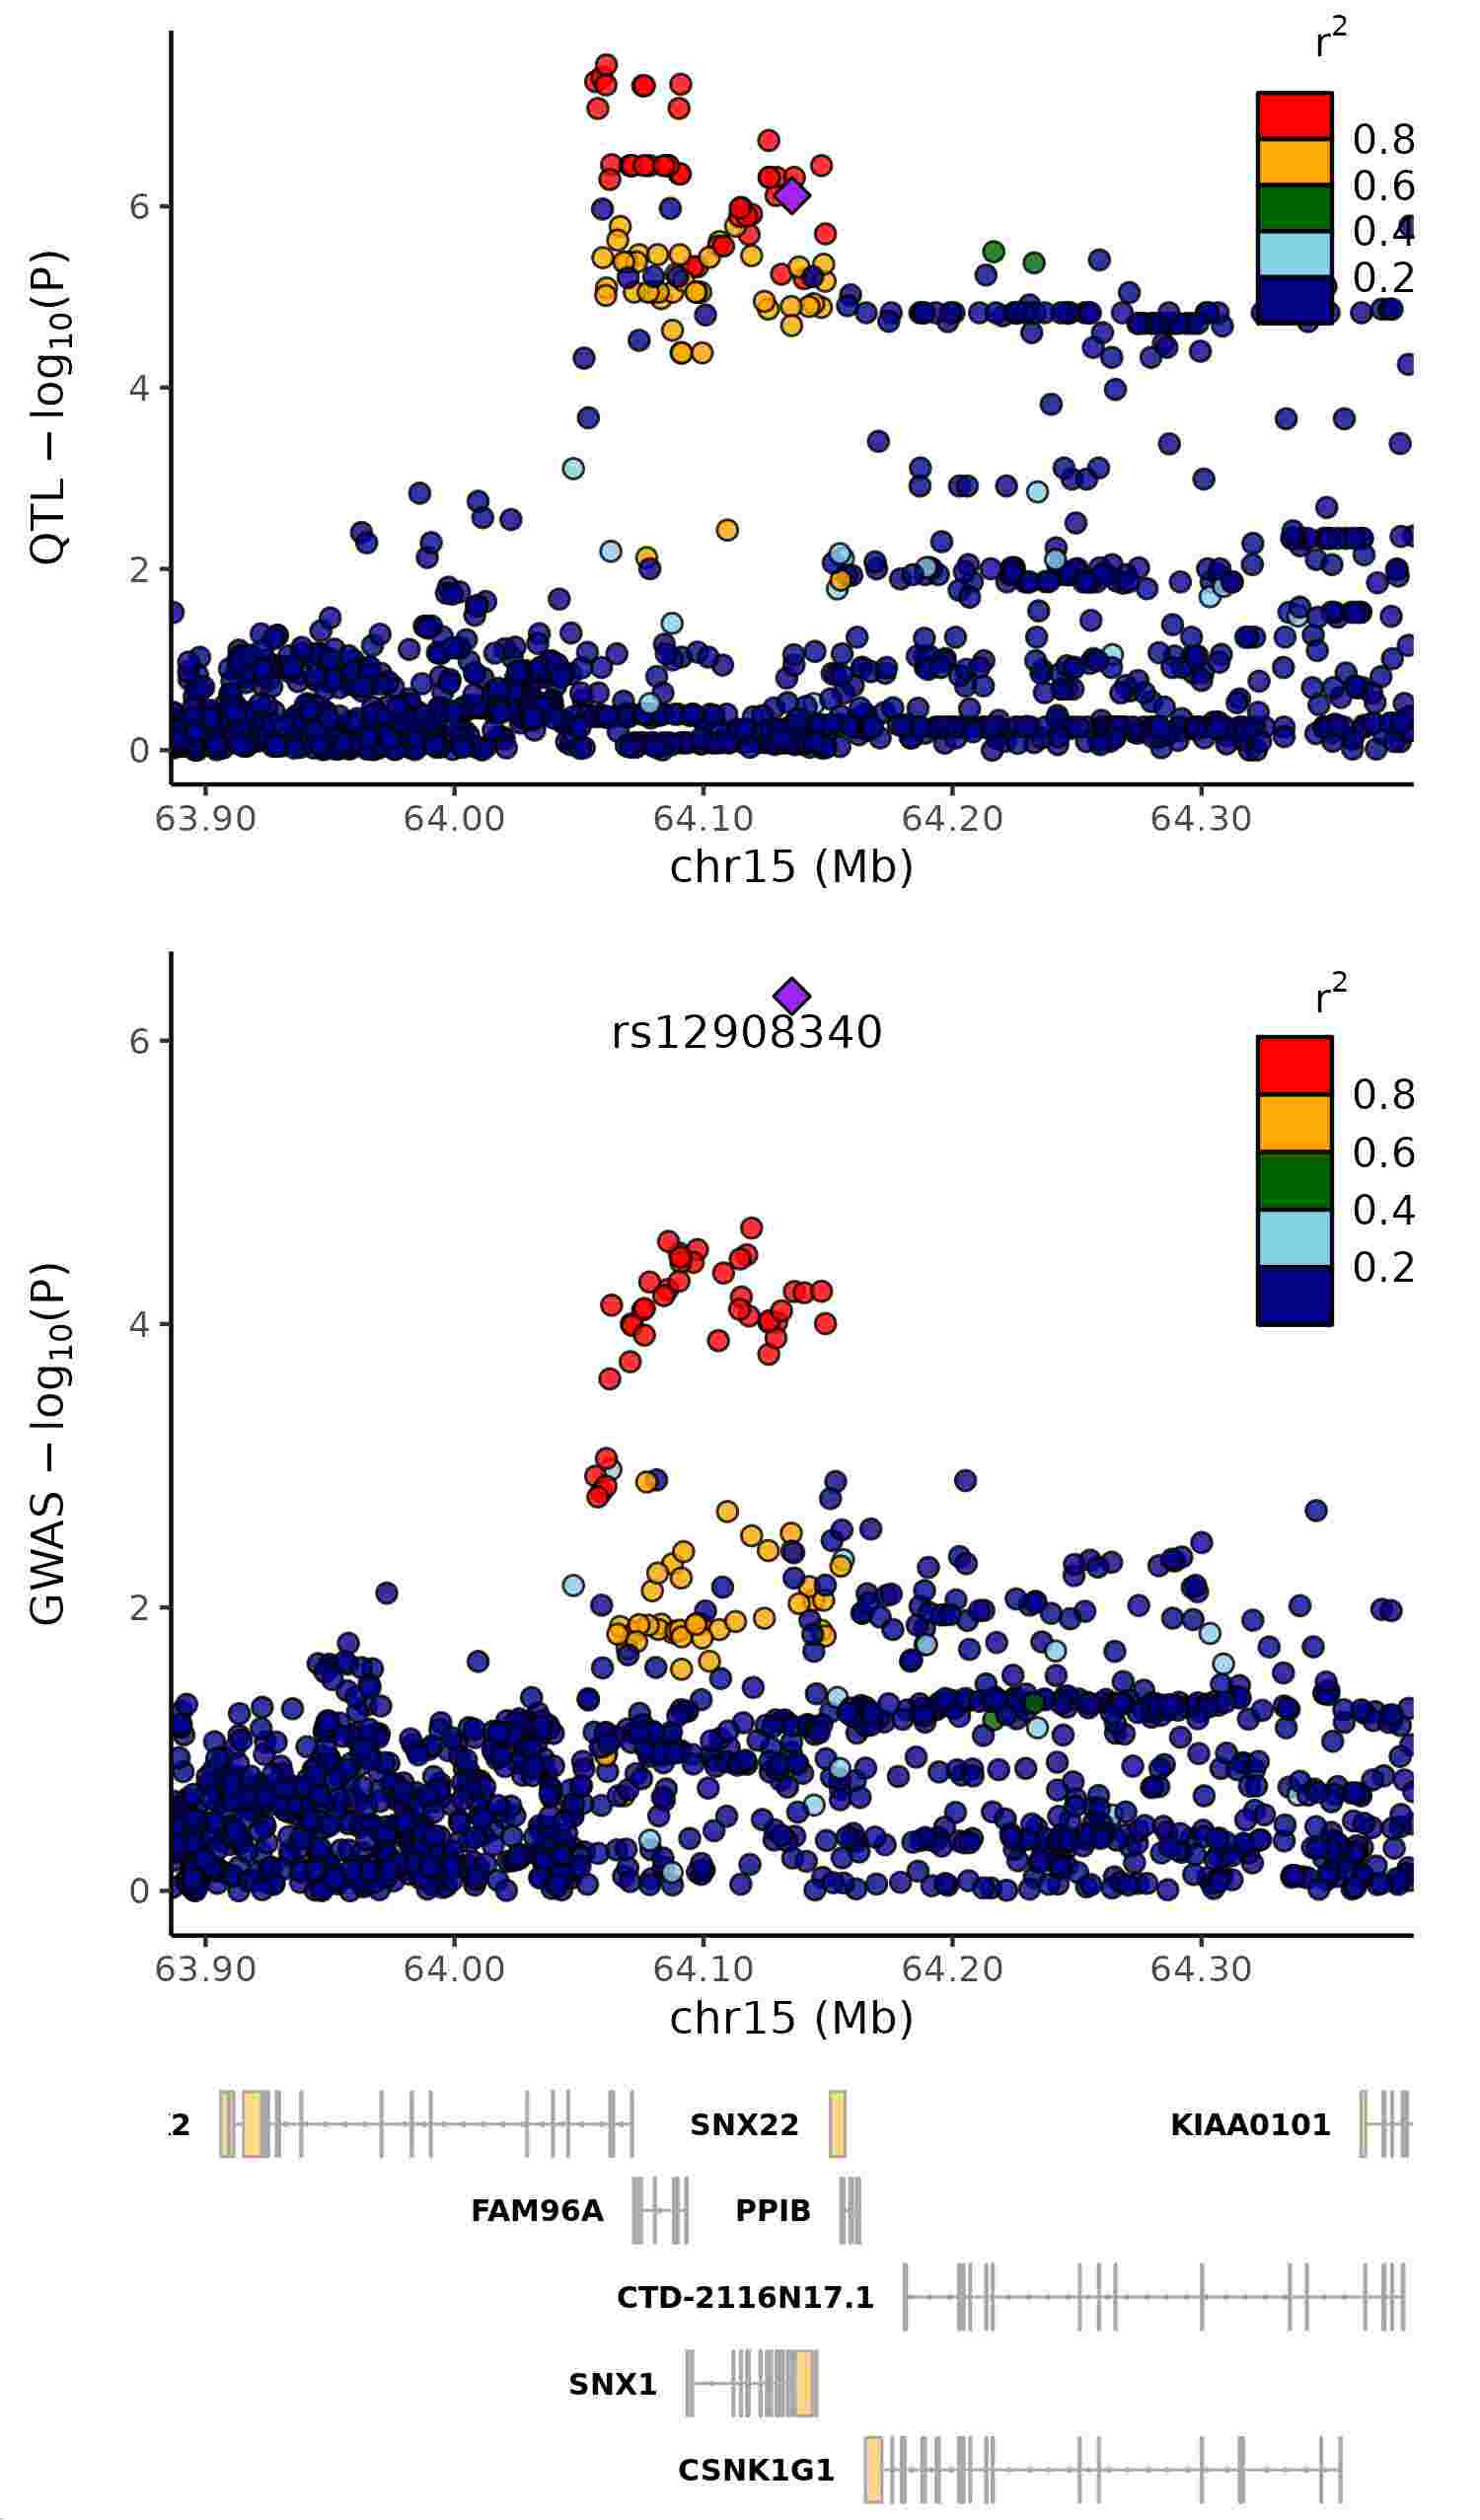 r²
0.8
0.6
0.4
0.2
QTL −log₁₀(P)
6
4
2
0
63.90 64.00 64.10 64.20 64.30
chr15 (Mb)
rs12908340
r²
0.8
0.6
0.4
0.2
GWAS −log₁₀(P)
6
4
2
0
63.90 64.00 64.10 64.20 64.30
chr15 (Mb)
2 SNX22 KIAA0101
FAM96A PPIB
CTD-2116N17.1
SNX1
CSNK1G1